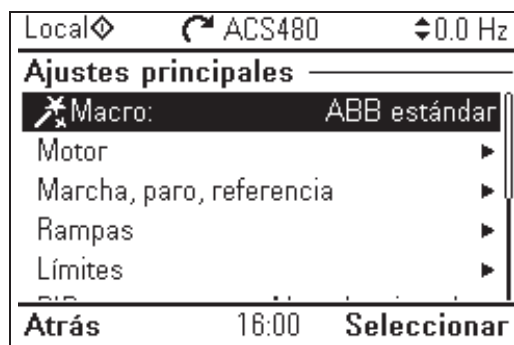 Local ACS480 0.0 Hz
Ajustes principales
Macro: ABB estándar
Motor
Marcha, paro, referencia
Rampas
Límites
Atrás 16:00 Seleccionar